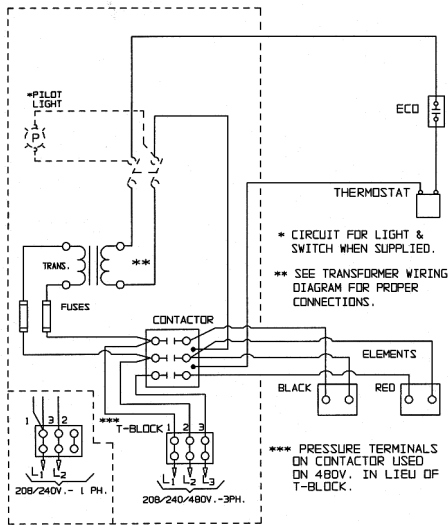 *PILOT
LIGHT
P
ECO
THERMOSTAT
* CIRCUIT FOR LIGHT &
SWITCH WHEN SUPPLIED.
TRANS.
**
** SEE TRANSFORMER WIRING
DIAGRAM FOR PROPER
CONNECTIONS.
FUSES
CONTACTOR
ELEMENTS
BLACK
RED
***
T-BLOCK
1 2 3
1 3 2
L1 L2
L1 L2 L3
208/240V.- 1 PH.
208/240/480V.-3PH.
*** PRESSURE TERMINALS
ON CONTACTOR USED
ON 480V. IN LIEU OF
T-BLOCK.